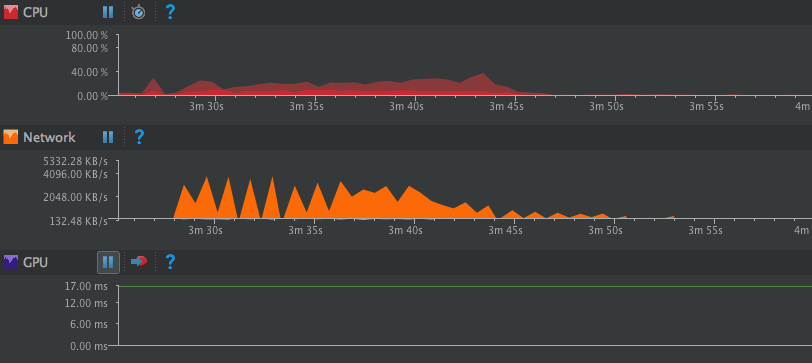 CPU ?
100.00 %
80.00 %
40.00 %
0.00 %
3m 30s 3m 35s 3m 40s 3m 45s 3m 50s 3m 55s 4m
Network ?
5332.28 KB/s
4096.00 KB/s
2048.00 KB/s
132.48 KB/s
3m 30s 3m 35s 3m 40s 3m 45s 3m 50s 3m 55s 4m
GPU ?
17.00 ms
12.00 ms
6.00 ms
0.00 ms